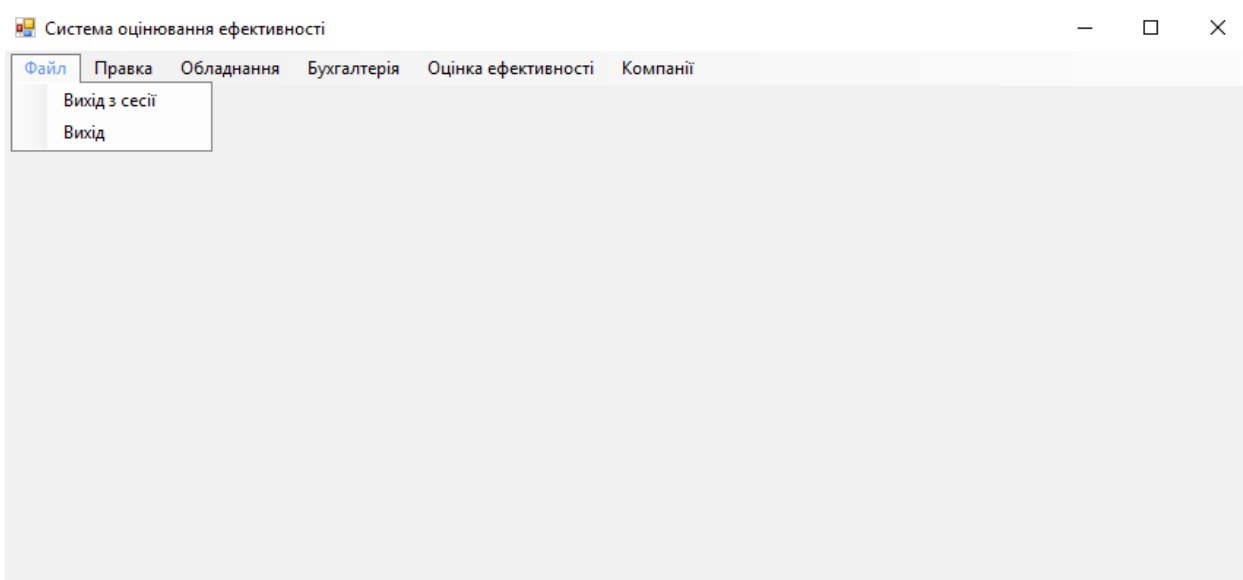 Система оцінювання ефективності
Файл Правка Обладнання Бухгалтерія Оцінка ефективності Компанії
Вихід з сесії
Вихід